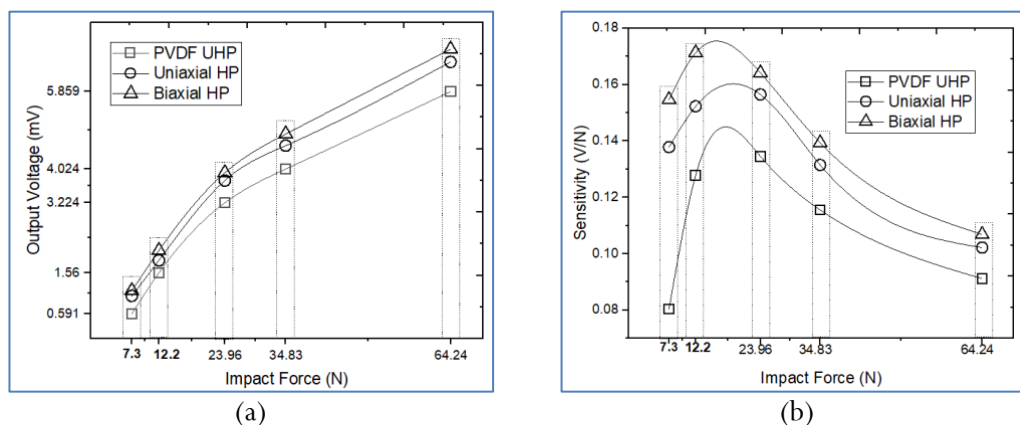 PVDF UHP
Uniaxial HP
Biaxial HP
5.859
4.024
3.224
1.56
0.591
Output Voltage (mV)
7.3 12.2 23.96 34.83 64.24
Impact Force (N)
(a)
0.18
0.16
0.14
0.12
0.10
0.08
Sensitivity (V/N)
PVDF UHP
Uniaxial HP
Biaxial HP
7.3 12.2 23.96 34.83 64.24
Impact Force (N)
(b)